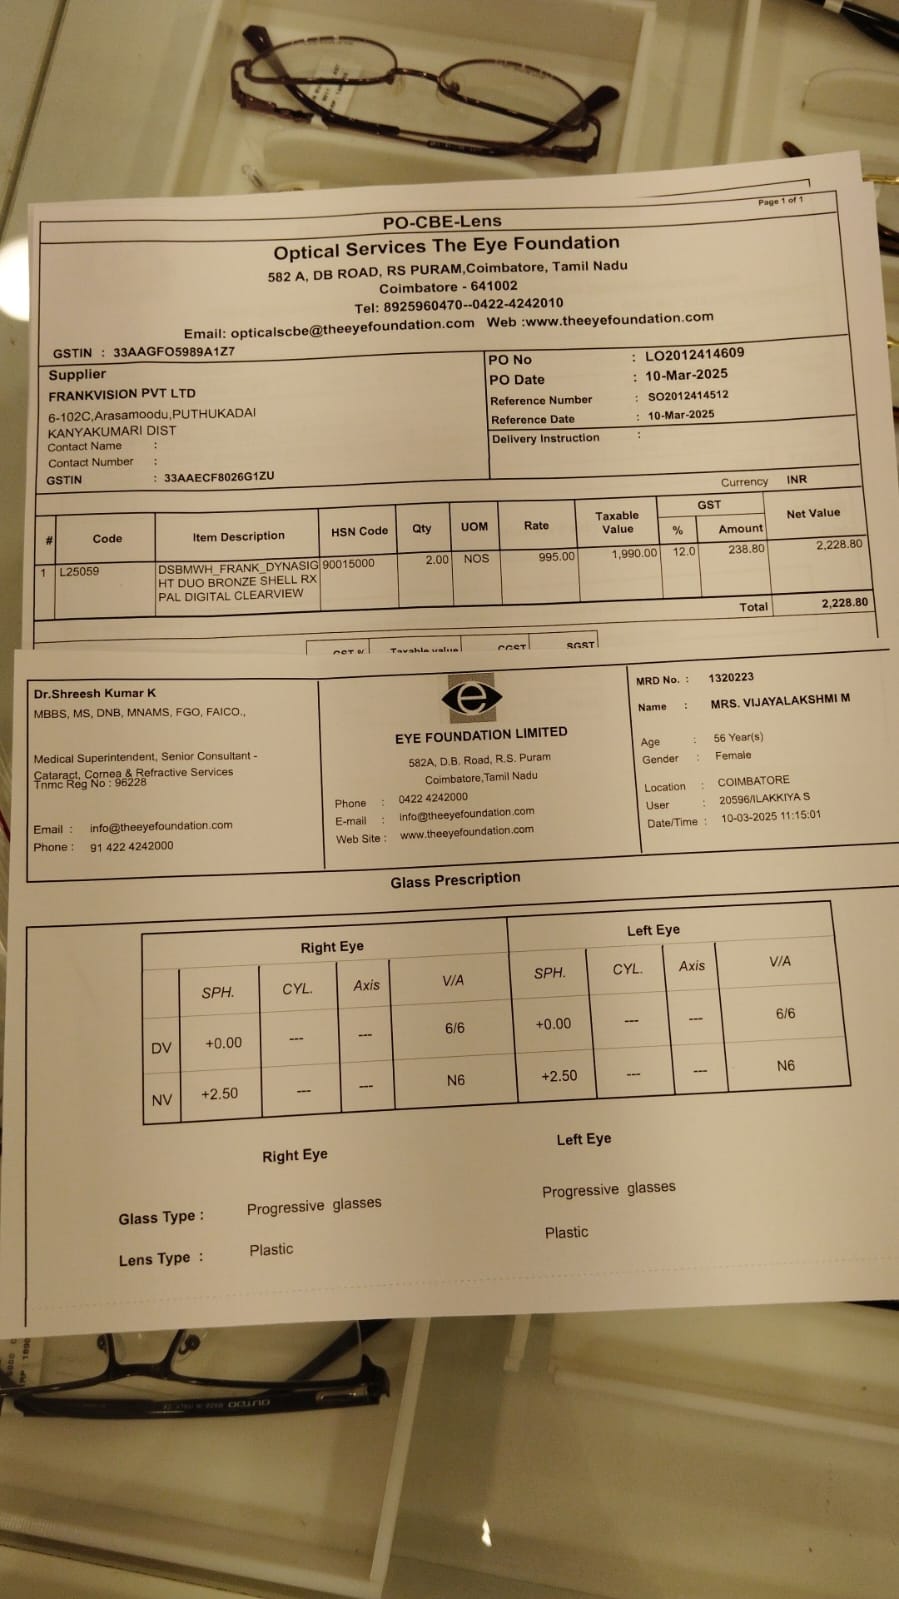 Page 1 of 1
PO-CBE-Lens
Optical Services The Eye Foundation
582 A, DB ROAD, RS PURAM,Coimbatore, Tamil Nadu
Coimbatore - 641002
Tel: 8925960470--0422-4242010
Email: opticalscbe@theeyefoundation.com Web :www.theeyefoundation.com
GSTIN : 33AAGFO5989A1Z7
Supplier
FRANKVISION PVT LTD
6-102C,Arasamoodu,PUTHUKADAI
KANYAKUMARI DIST
Contact Name :
Contact Number :
GSTIN : 33AAECF8026G1ZU
PO No : LO2012414609
PO Date : 10-Mar-2025
Reference Number : SO2012414512
Reference Date : 10-Mar-2025
Delivery Instruction :
Currency INR
# Code Item Description HSN Code Qty UOM Rate Taxable Value GST % Amount Net Value
1 L25059 DSBMWH_FRANK_DYNASIG 90015000 2.00 NOS 995.00 1,990.00 12.0 238.80 2,228.80
HT DUO BRONZE SHELL RX
PAL DIGITAL CLEARVIEW
Total 2,228.80
GST % Taxable value CGST SGST
Dr.Shreesh Kumar K
MBBS, MS, DNB, MNAMS, FGO, FAICO.,
Medical Superintendent, Senior Consultant -
Cataract, Cornea & Refractive Services
Tnmc Reg No : 96228
Email : info@theeyefoundation.com
Phone : 91 422 4242000
e
EYE FOUNDATION LIMITED
582A, D.B. Road, R.S. Puram
Coimbatore,Tamil Nadu
Phone : 0422 4242000
E-mail : info@theeyefoundation.com
Web Site : www.theeyefoundation.com
MRD No. : 1320223
Name : MRS. VIJAYALAKSHMI M
Age : 56 Year(s)
Gender : Female
Location : COIMBATORE
User : 20596/ILAKKIYA S
Date/Time : 10-03-2025 11:15:01
Glass Prescription
Right Eye Left Eye
SPH. CYL. Axis V/A SPH. CYL. Axis V/A
DV +0.00 --- --- 6/6 +0.00 --- --- 6/6
NV +2.50 --- --- N6 +2.50 --- --- N6
Right Eye Left Eye
Glass Type : Progressive glasses Progressive glasses
Lens Type : Plastic Plastic